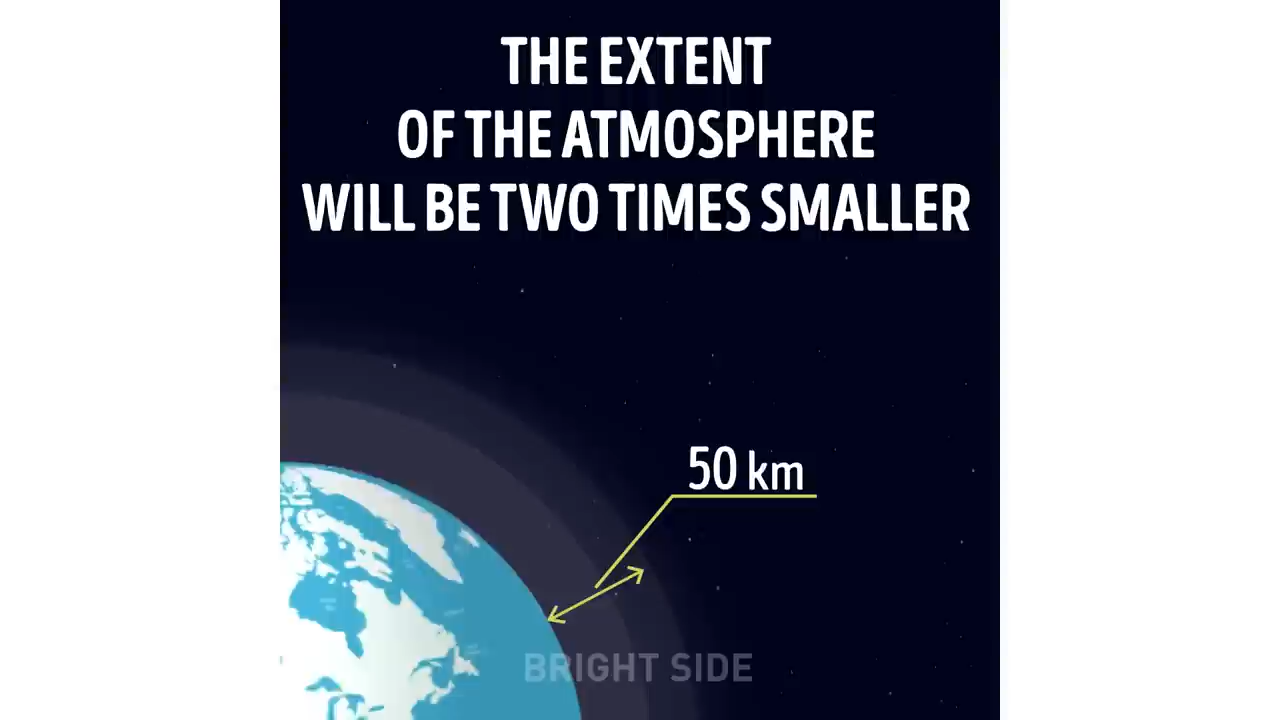 THE EXTENT
OF THE ATMOSPHERE
WILL BE TWO TIMES SMALLER
50 km
BRIGHT SIDE